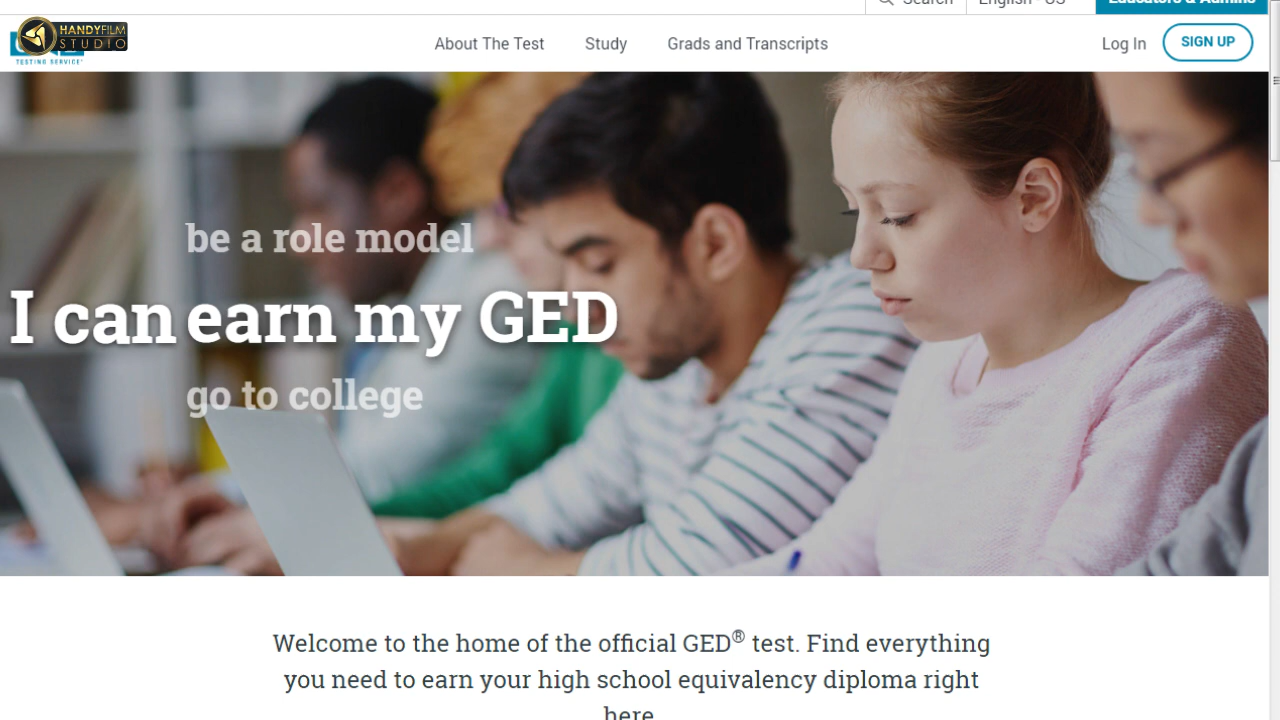 Search
English - US
Educators & Admins
HANDYFILM
STUDIO
TESTING SERVICE
About The Test
Study
Grads and Transcripts
Log In
SIGN UP
be a role model
I can earn my GED
go to college
Welcome to the home of the official GED® test. Find everything
you need to earn your high school equivalency diploma right
here.